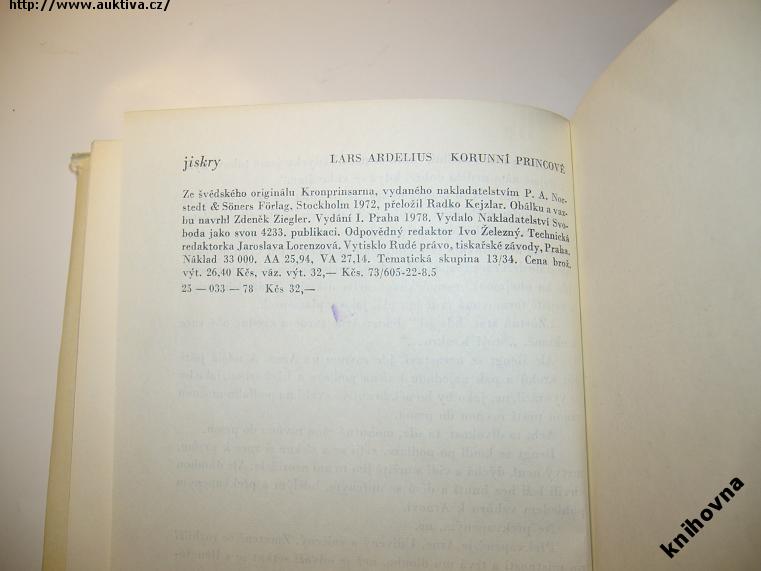 http://www.auktiva.cz/
jiskry LARS ARDELIUS KORUNNÍ PRINCOVÉ
Ze švédského originálu Kronprinsarna, vydaného nakladatelstvím P. A. Nor-
stedt & Söners Förlag, Stockholm 1972, přeložil Radko Kejzlar. Obálku a vaz-
bu navrhl Zdeněk Ziegler. Vydání I. Praha 1978. Vydalo Nakladatelství Svo-
boda jako svou 4233. publikaci. Odpovědný redaktor Ivo Železný. Technická
redaktorka Jaroslava Lorenzová. Vytisklo Rudé právo, tiskařské závody, Praha.
Náklad 33 000. AA 25,94, VA 27,14. Tematická skupina 13/34. Cena brož.
výt. 26,40 Kčs, váz. výt. 32,— Kčs. 73/605-22-8,5
25 — 033 — 78 Kčs 32,—
knihovna